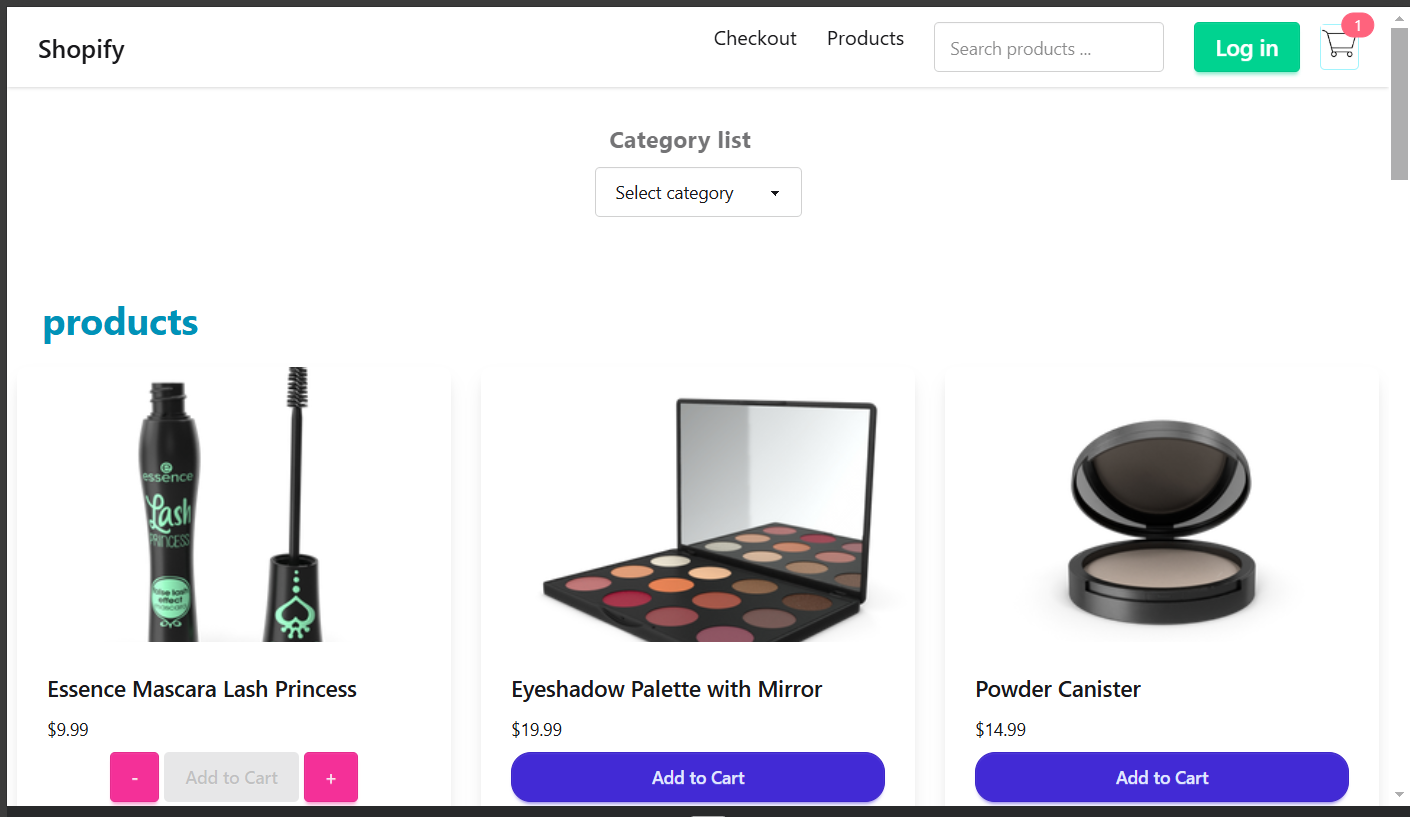 Shopify
Checkout
Products
Search products ...
Log in
1
Category list
Select category
products
essence
Lash
PRINCESS
false lash
effect
mascara
Essence Mascara Lash Princess
Eyeshadow Palette with Mirror
Powder Canister
$9.99
$19.99
$14.99
-
Add to Cart
+
Add to Cart
Add to Cart